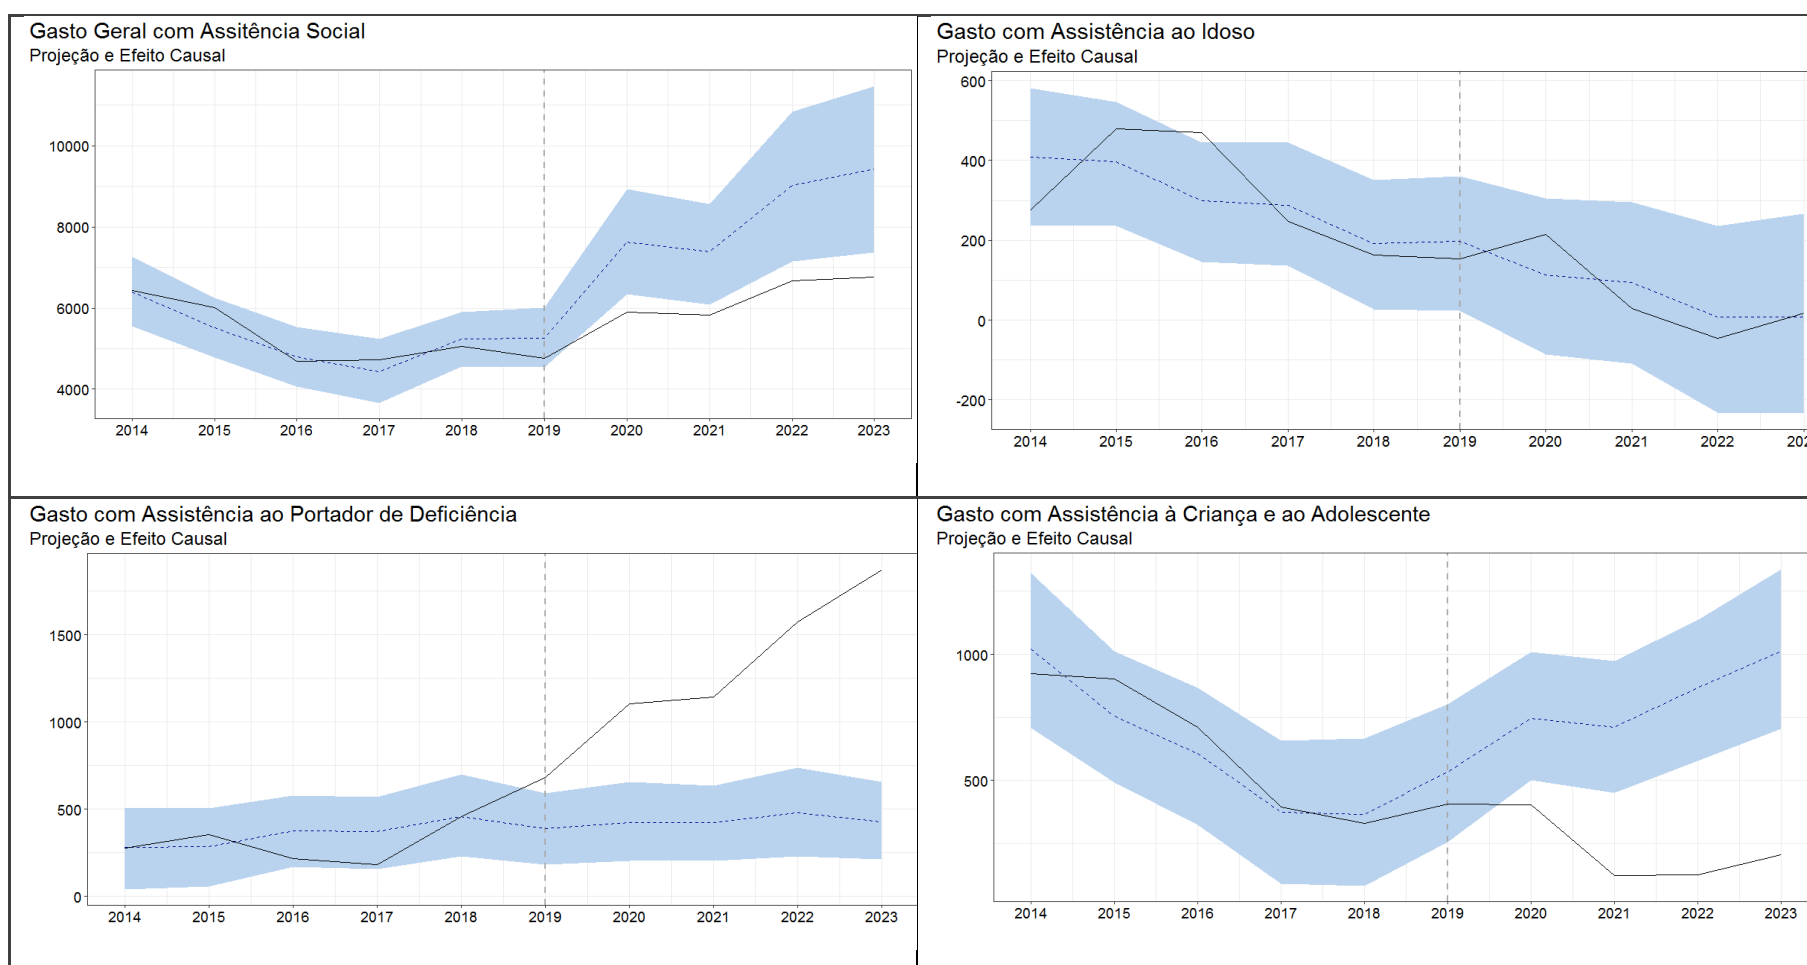 Gasto Geral com Assitência Social
Projeção e Efeito Causal
10000
8000
6000
4000
2014 2015 2016 2017 2018 2019 2020 2021 2022 2023
Gasto com Assistência ao Idoso
Projeção e Efeito Causal
600
400
200
0
-200
2014 2015 2016 2017 2018 2019 2020 2021 2022 202
Gasto com Assistência ao Portador de Deficiência
Projeção e Efeito Causal
1500
1000
500
0
2014 2015 2016 2017 2018 2019 2020 2021 2022 2023
Gasto com Assistência à Criança e ao Adolescente
Projeção e Efeito Causal
1000
500
2014 2015 2016 2017 2018 2019 2020 2021 2022 2023